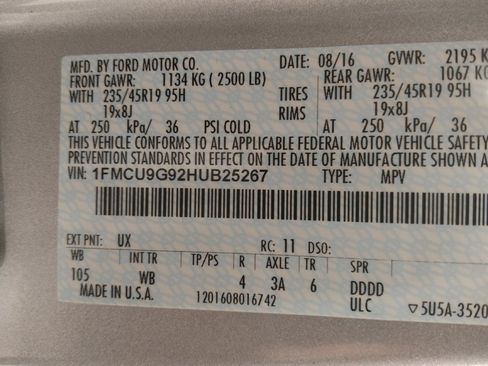 MFD. BY FORD MOTOR CO. DATE: 08/16 GVWR: 2195 K
FRONT GAWR: 1134 KG ( 2500 LB) REAR GAWR: 1067 KG
WITH 235/45R19 95H TIRES WITH 235/45R19 95H
19x8J RIMS 19x8J
AT 250 kPa/ 36 PSI COLD AT 250 kPa/ 36
THIS VEHICLE CONFORMS TO ALL APPLICABLE FEDERAL MOTOR VEHICLE SAFETY
PREVENTION STANDARDS IN EFFECT ON THE DATE OF MANUFACTURE SHOWN A
VIN: 1FMCU9G92HUB25267 TYPE: MPV
EXT PNT: UX RC: 11 DSO:
WB INT TR TP/PS R AXLE TR SPR
105 WB 4 3A 6 DDDD
MADE IN U.S.A. 1201608016742 ULC ▽5U5A-3520